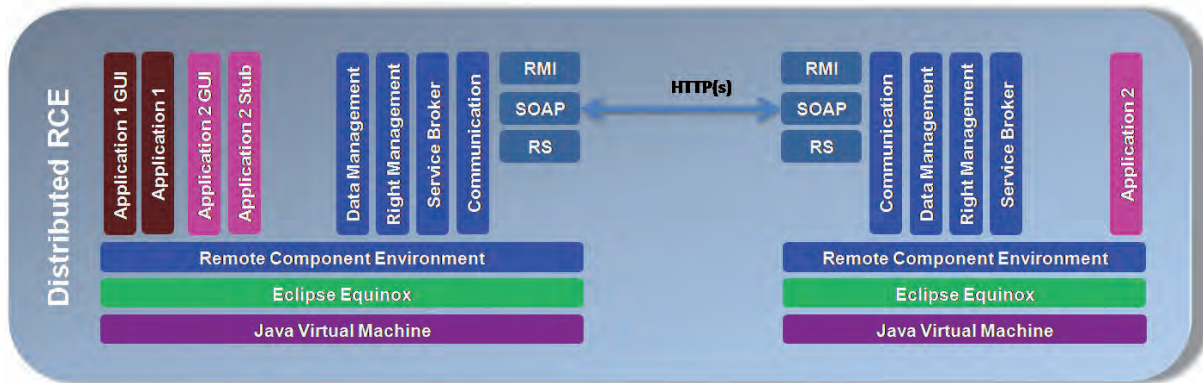 Distributed RCE
Application 1 GUI
Application 1
Application 2 GUI
Application 2 Stub
Data Management
Right Management
Service Broker
Communication
RMI
SOAP
RS
HTTP(s)
RMI
SOAP
RS
Communication
Data Management
Right Management
Service Broker
Application 2
Remote Component Environment
Eclipse Equinox
Java Virtual Machine
Remote Component Environment
Eclipse Equinox
Java Virtual Machine